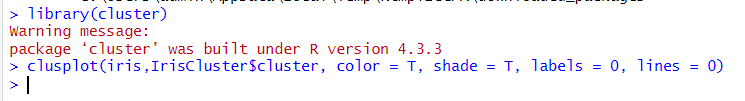 > library(cluster)
Warning message:
package ‘cluster’ was built under R version 4.3.3
> clusplot(iris,IrisCluster$cluster, color = T, shade = T, labels = 0, lines = 0)
>